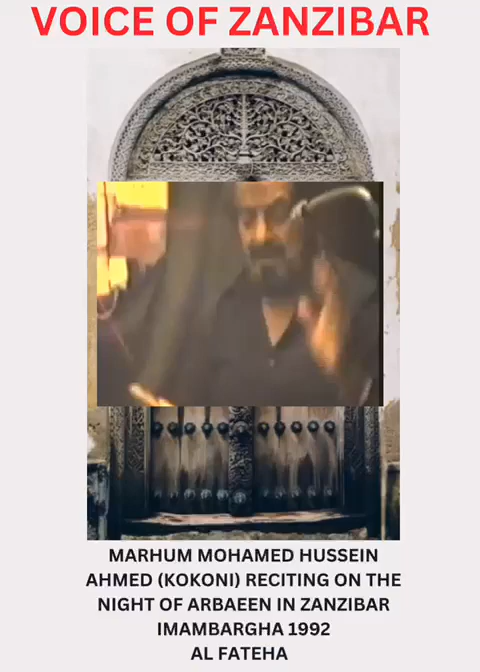 VOICE OF ZANZIBAR
MARHUM MOHAMED HUSSEIN
AHMED (KOKONI) RECITING ON THE
NIGHT OF ARBAEEN IN ZANZIBAR
IMAMBARGHA 1992
AL FATEHA